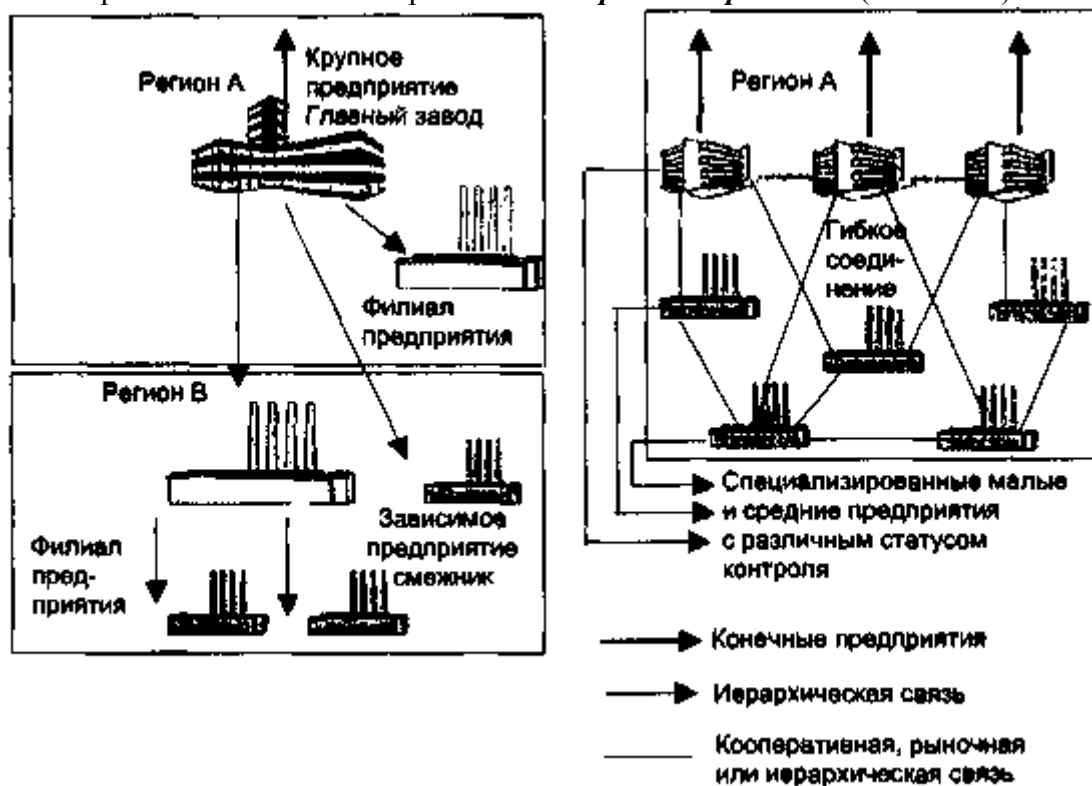 Регион А
Крупное
предприятие
Главный завод
Филиал
предприятия
Регион В
Филиал
пред-
приятия
Зависимое
предприятие
смежник
Регион А
Гибкое
соеди-
нение
Специализированные малые
и средние предприятия
с различным статусом
контроля
Конечные предприятия
Иерархическая связь
Кооперативная, рыночная
или иерархическая связь